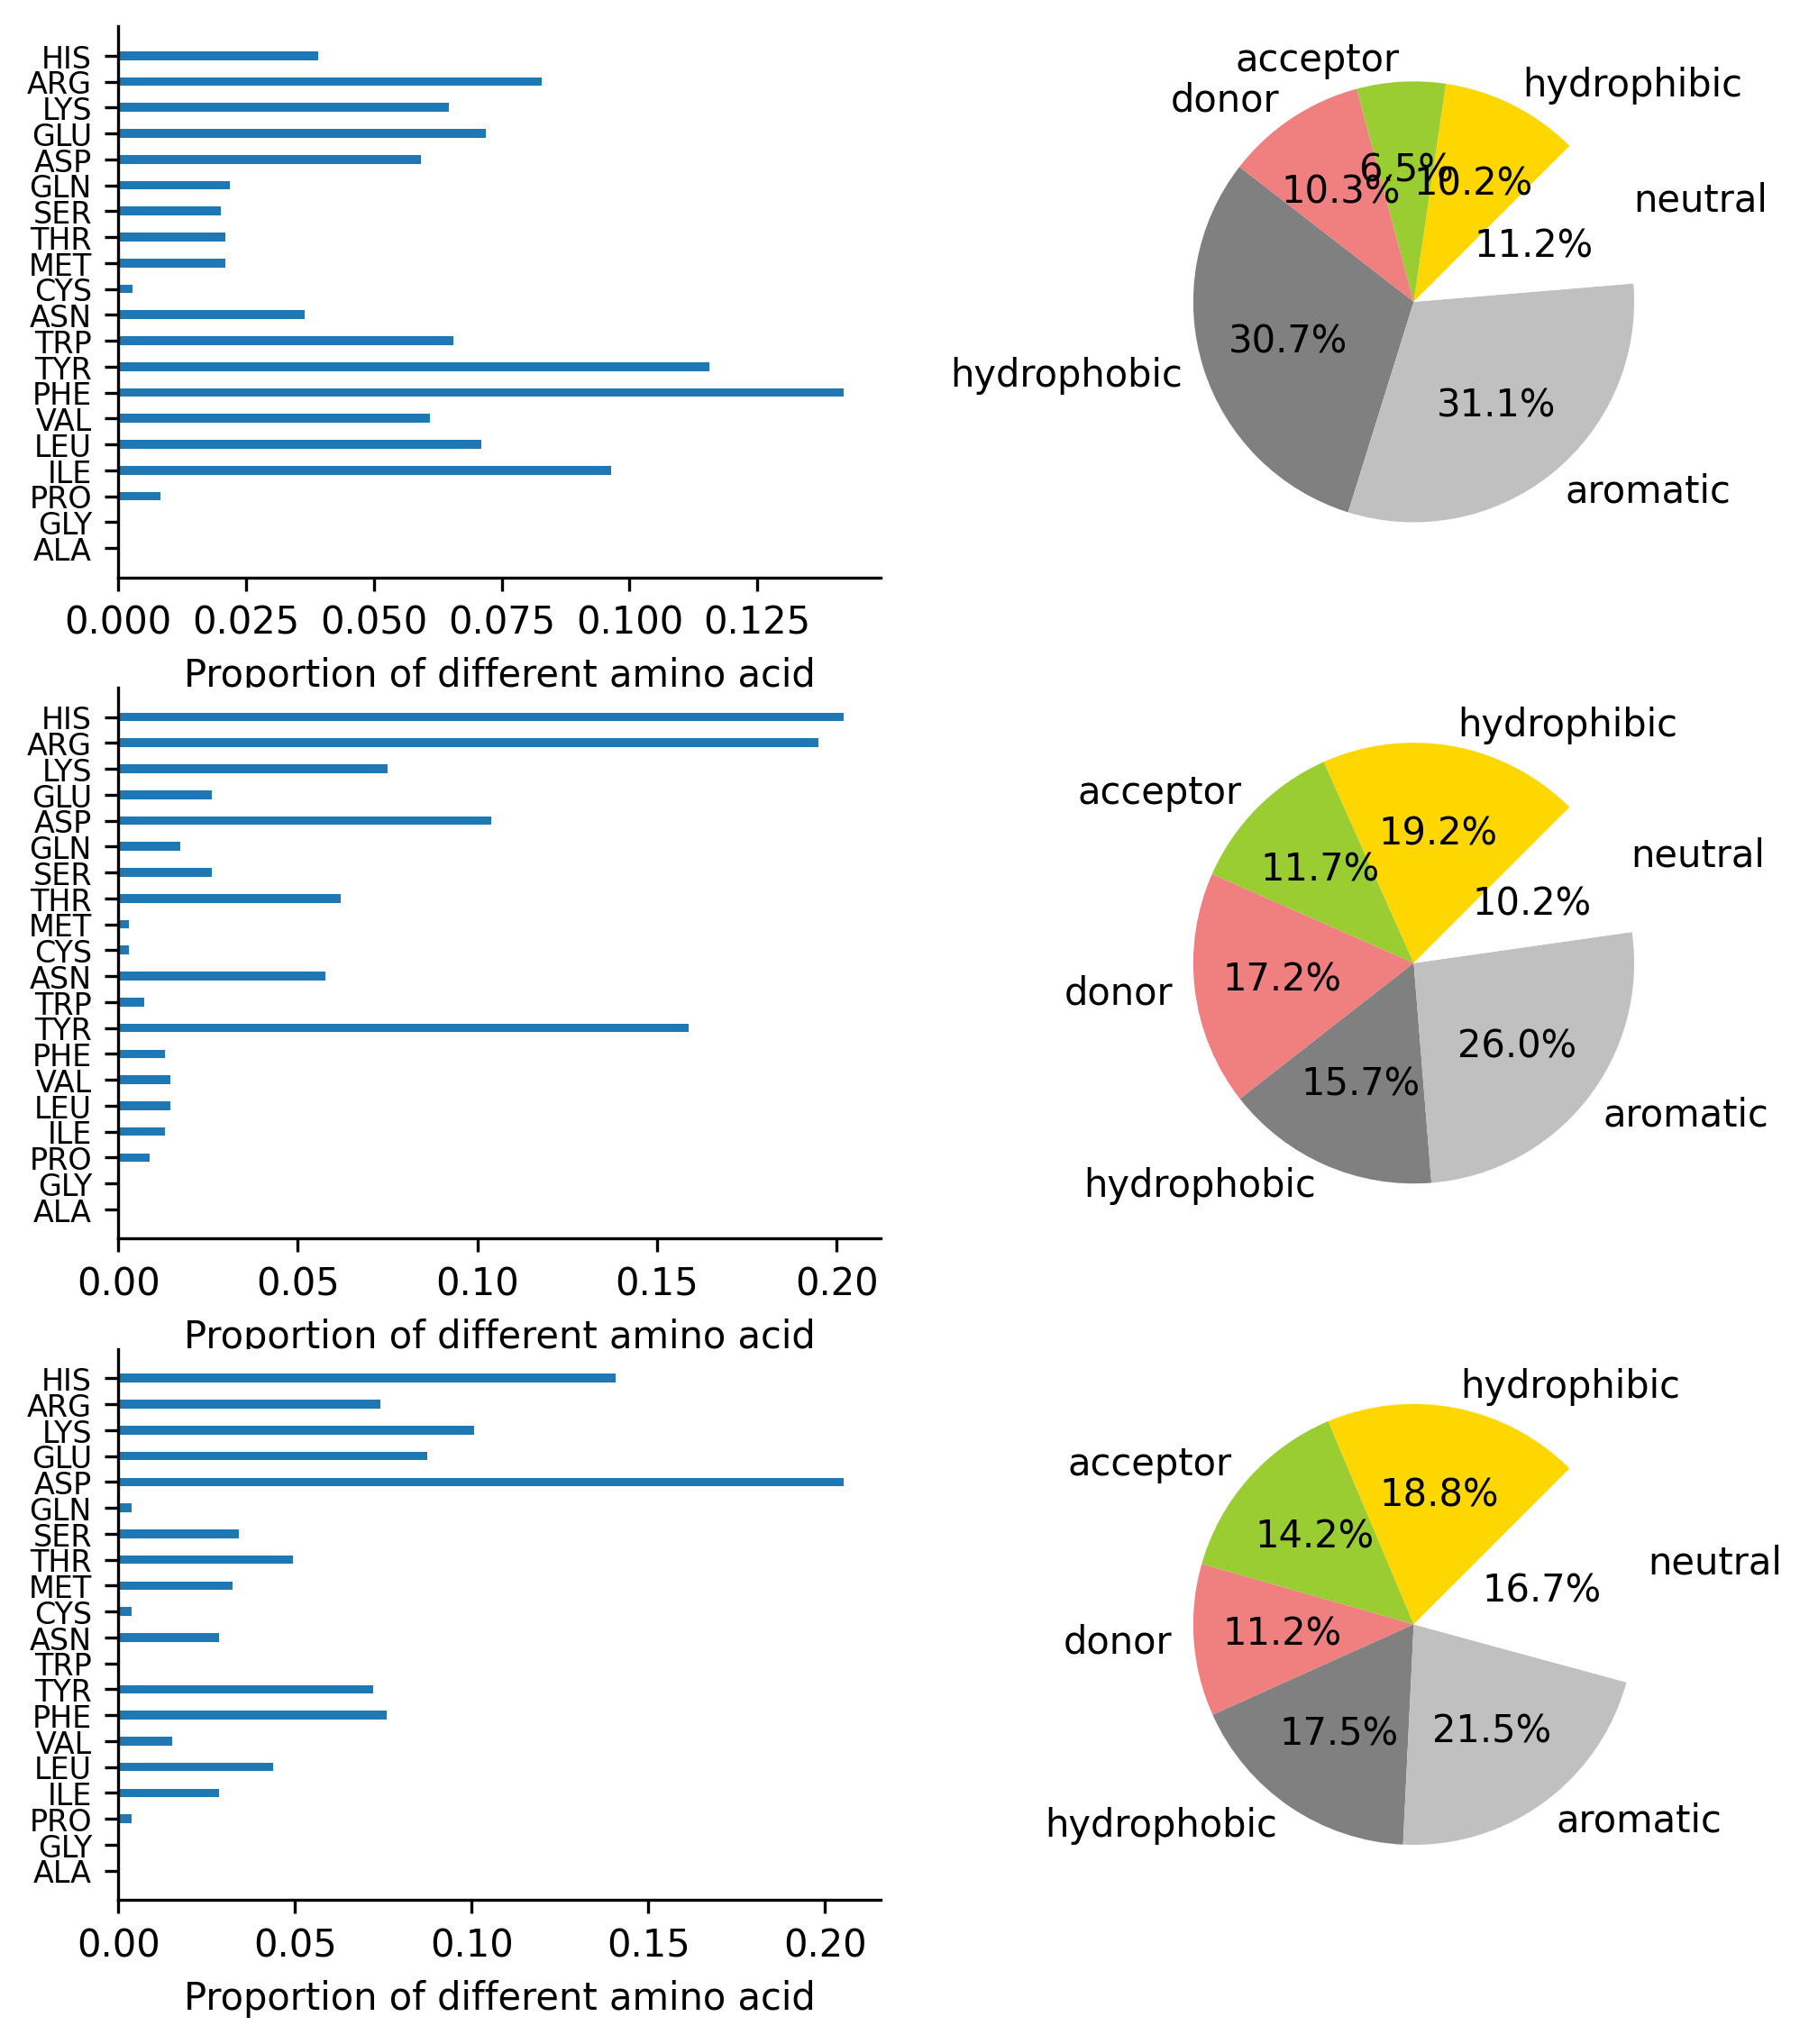 HIS
ARG
LYS
GLU
ASP
GLN
SER
THR
MET
CYS
ASN
TRP
TYR
PHE
VAL
LEU
ILE
PRO
GLY
ALA
0.000 0.025 0.050 0.075 0.100 0.125
Proportion of different amino acid
acceptor
hydrophibic
donor
neutral
6.5%
10.2%
10.3%
11.2%
30.7%
hydrophobic
31.1%
aromatic
HIS
ARG
LYS
GLU
ASP
GLN
SER
THR
MET
CYS
ASN
TRP
TYR
PHE
VAL
LEU
ILE
PRO
GLY
ALA
0.00 0.05 0.10 0.15 0.20
Proportion of different amino acid
hydrophibic
acceptor
19.2%
neutral
11.7%
10.2%
donor
17.2%
26.0%
15.7%
aromatic
hydrophobic
HIS
ARG
LYS
GLU
ASP
GLN
SER
THR
MET
CYS
ASN
TRP
TYR
PHE
VAL
LEU
ILE
PRO
GLY
ALA
0.00 0.05 0.10 0.15 0.20
Proportion of different amino acid
hydrophibic
acceptor
18.8%
14.2%
neutral
16.7%
donor
11.2%
17.5%
21.5%
hydrophobic
aromatic